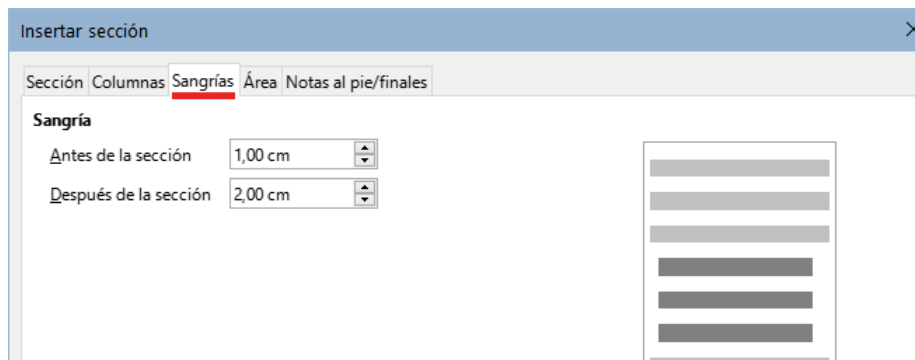 Insertar sección
Sección Columnas Sangrías Área Notas al pie/finales
Sangría
Antes de la sección 1,00 cm
Después de la sección 2,00 cm